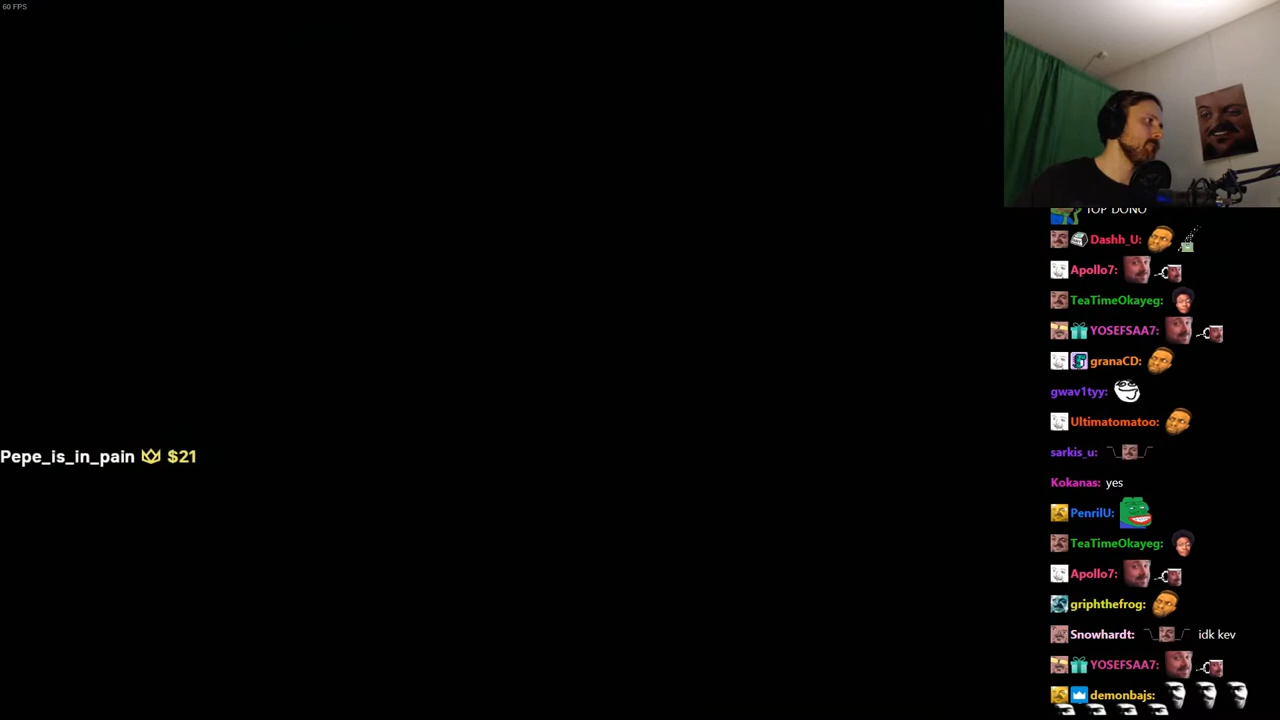 60 FPS
TOP DONO
Dashh_U:
Apollo7:
TeaTimeOkayeg:
YOSEFSAA7:
granaCD:
gwav1tyy:
Ultimatomatoo:
Pepe_is_in_pain $21
sarkis_u:
Kokanas: yes
PenrilU:
TeaTimeOkayeg:
Apollo7:
griphthefrog:
Snowhardt: idk kev
YOSEFSAA7:
demonbajs: